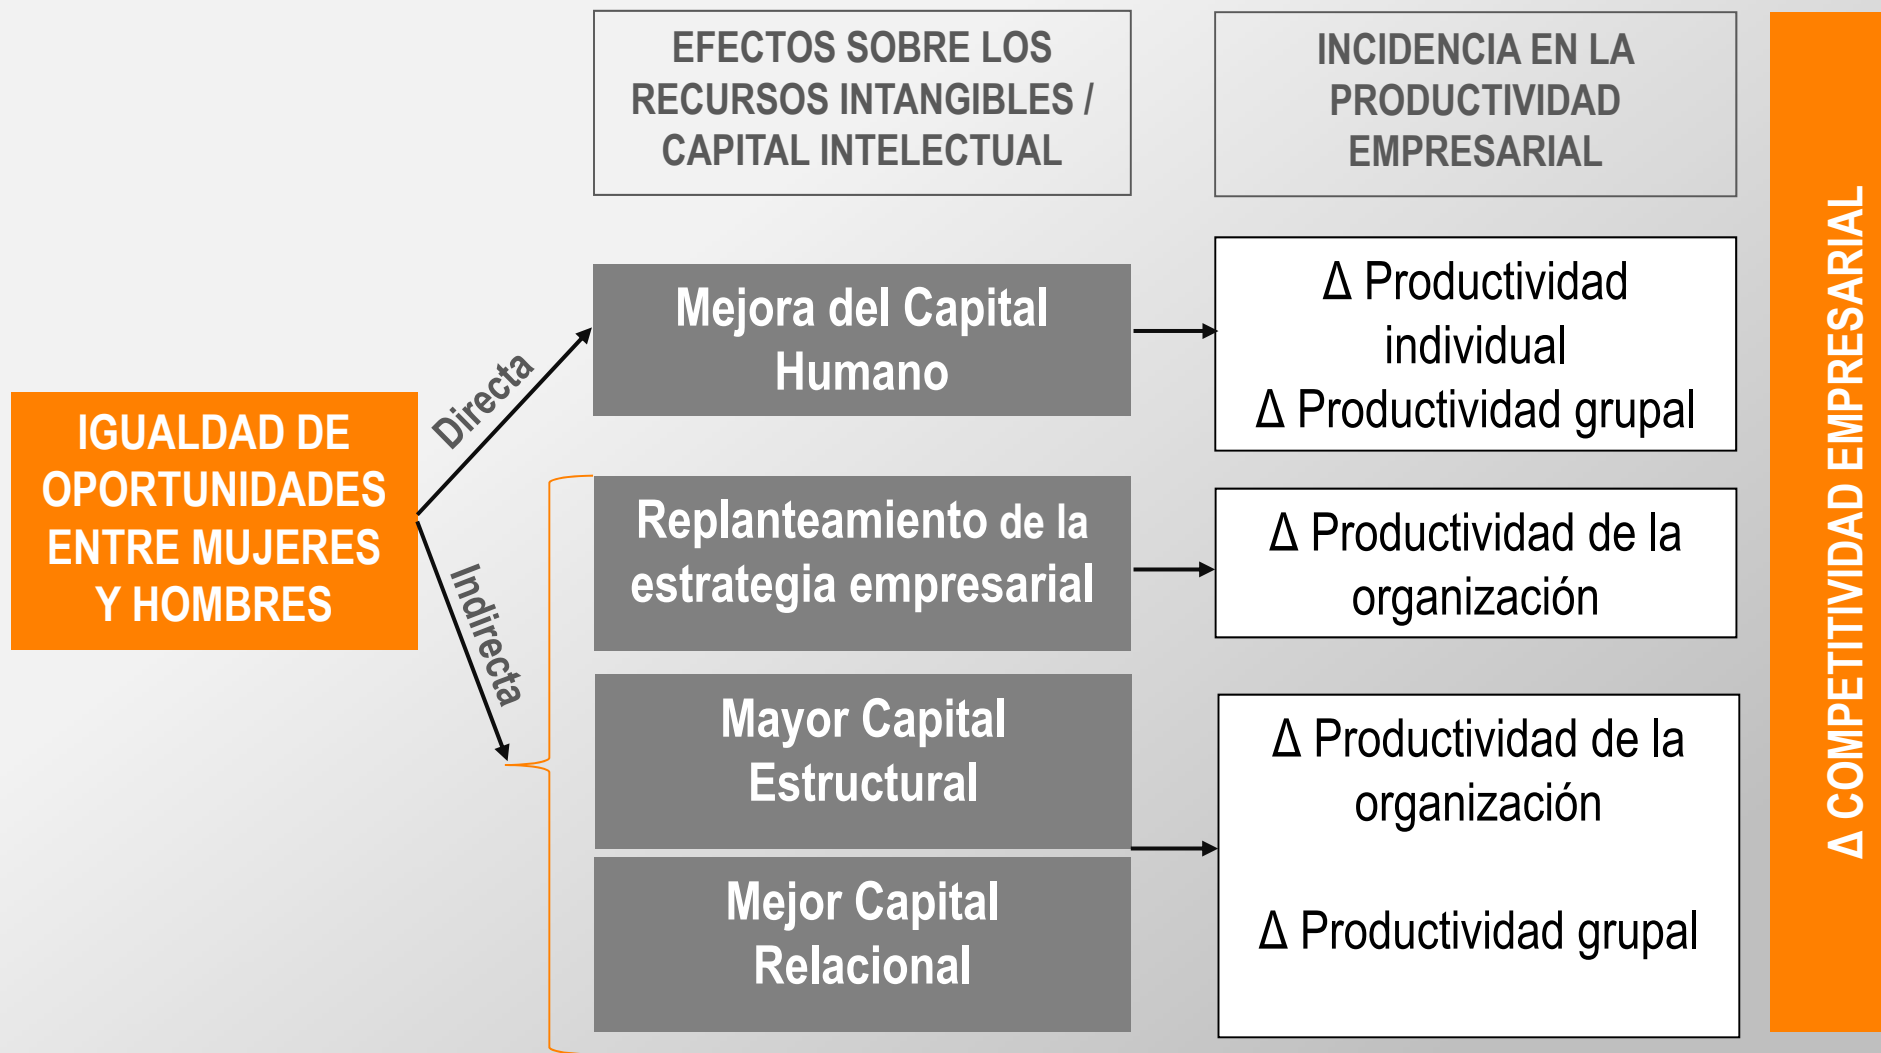 EFECTOS SOBRE LOS
RECURSOS INTANGIBLES /
CAPITAL INTELECTUAL
INCIDENCIA EN LA
PRODUCTIVIDAD
EMPRESARIAL
IGUALDAD DE
OPORTUNIDADES
ENTRE MUJERES
Y HOMBRES
Directa
Indirecta
Mejora del Capital
Humano
Δ Productividad
individual
Δ Productividad grupal
Replanteamiento de la
estrategia empresarial
Δ Productividad de la
organización
Mayor Capital
Estructural
Mejor Capital
Relacional
Δ Productividad de la
organización
Δ Productividad grupal
Δ COMPETITIVIDAD EMPRESARIAL